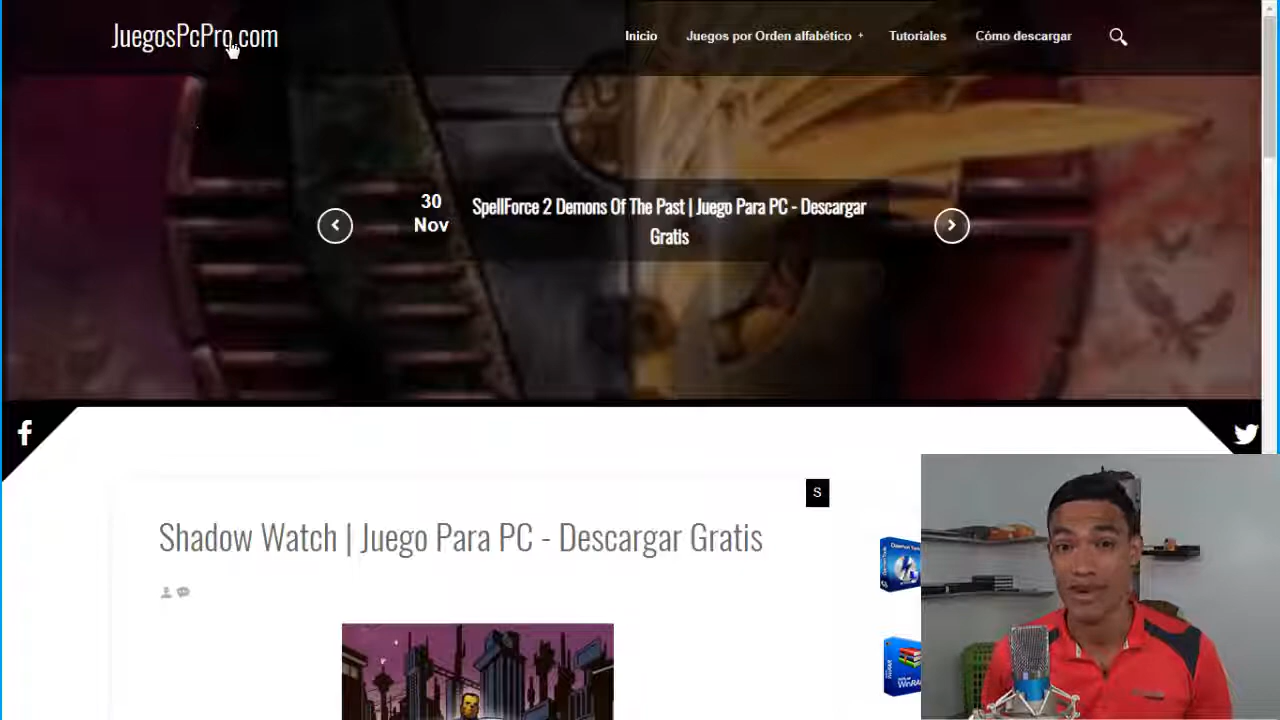 JuegosPcPro.com
Inicio
Juegos por Orden alfabético +
Tutoriales
Cómo descargar
30
Nov
SpellForce 2 Demons Of The Past | Juego Para PC - Descargar
Gratis
S
Shadow Watch | Juego Para PC - Descargar Gratis